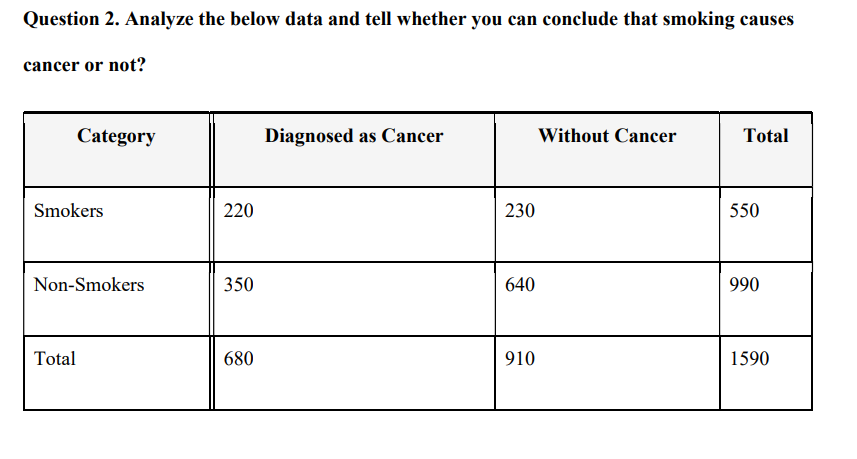 Question 2. Analyze the below data and tell whether you can conclude that smoking causes
cancer or not?
Category Diagnosed as Cancer Without Cancer Total
Smokers 220 230 550
Non-Smokers 350 640 990
Total 680 910 1590